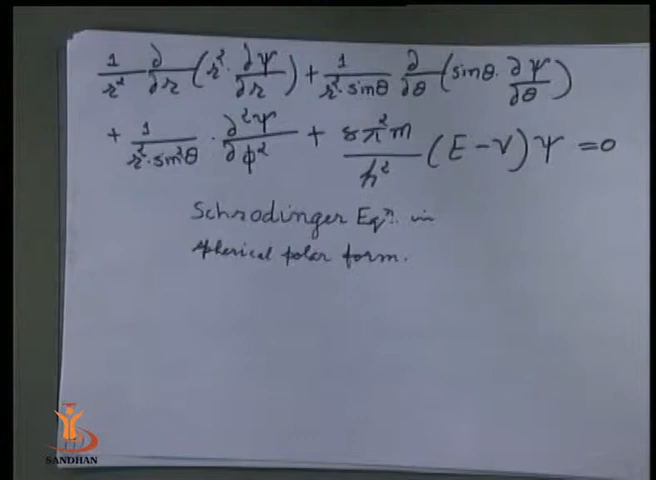 1/r² ∂/∂r (r² · ∂ψ/∂r) + 1/r²·sinθ ∂/∂θ (sinθ · ∂ψ/∂θ)
+ 1/r²·sin²θ · ∂²ψ/∂ϕ² + 8π²m/h² (E – V) ψ = 0
Schrodinger Eqⁿ. in
spherical polar form.
SANDHAN